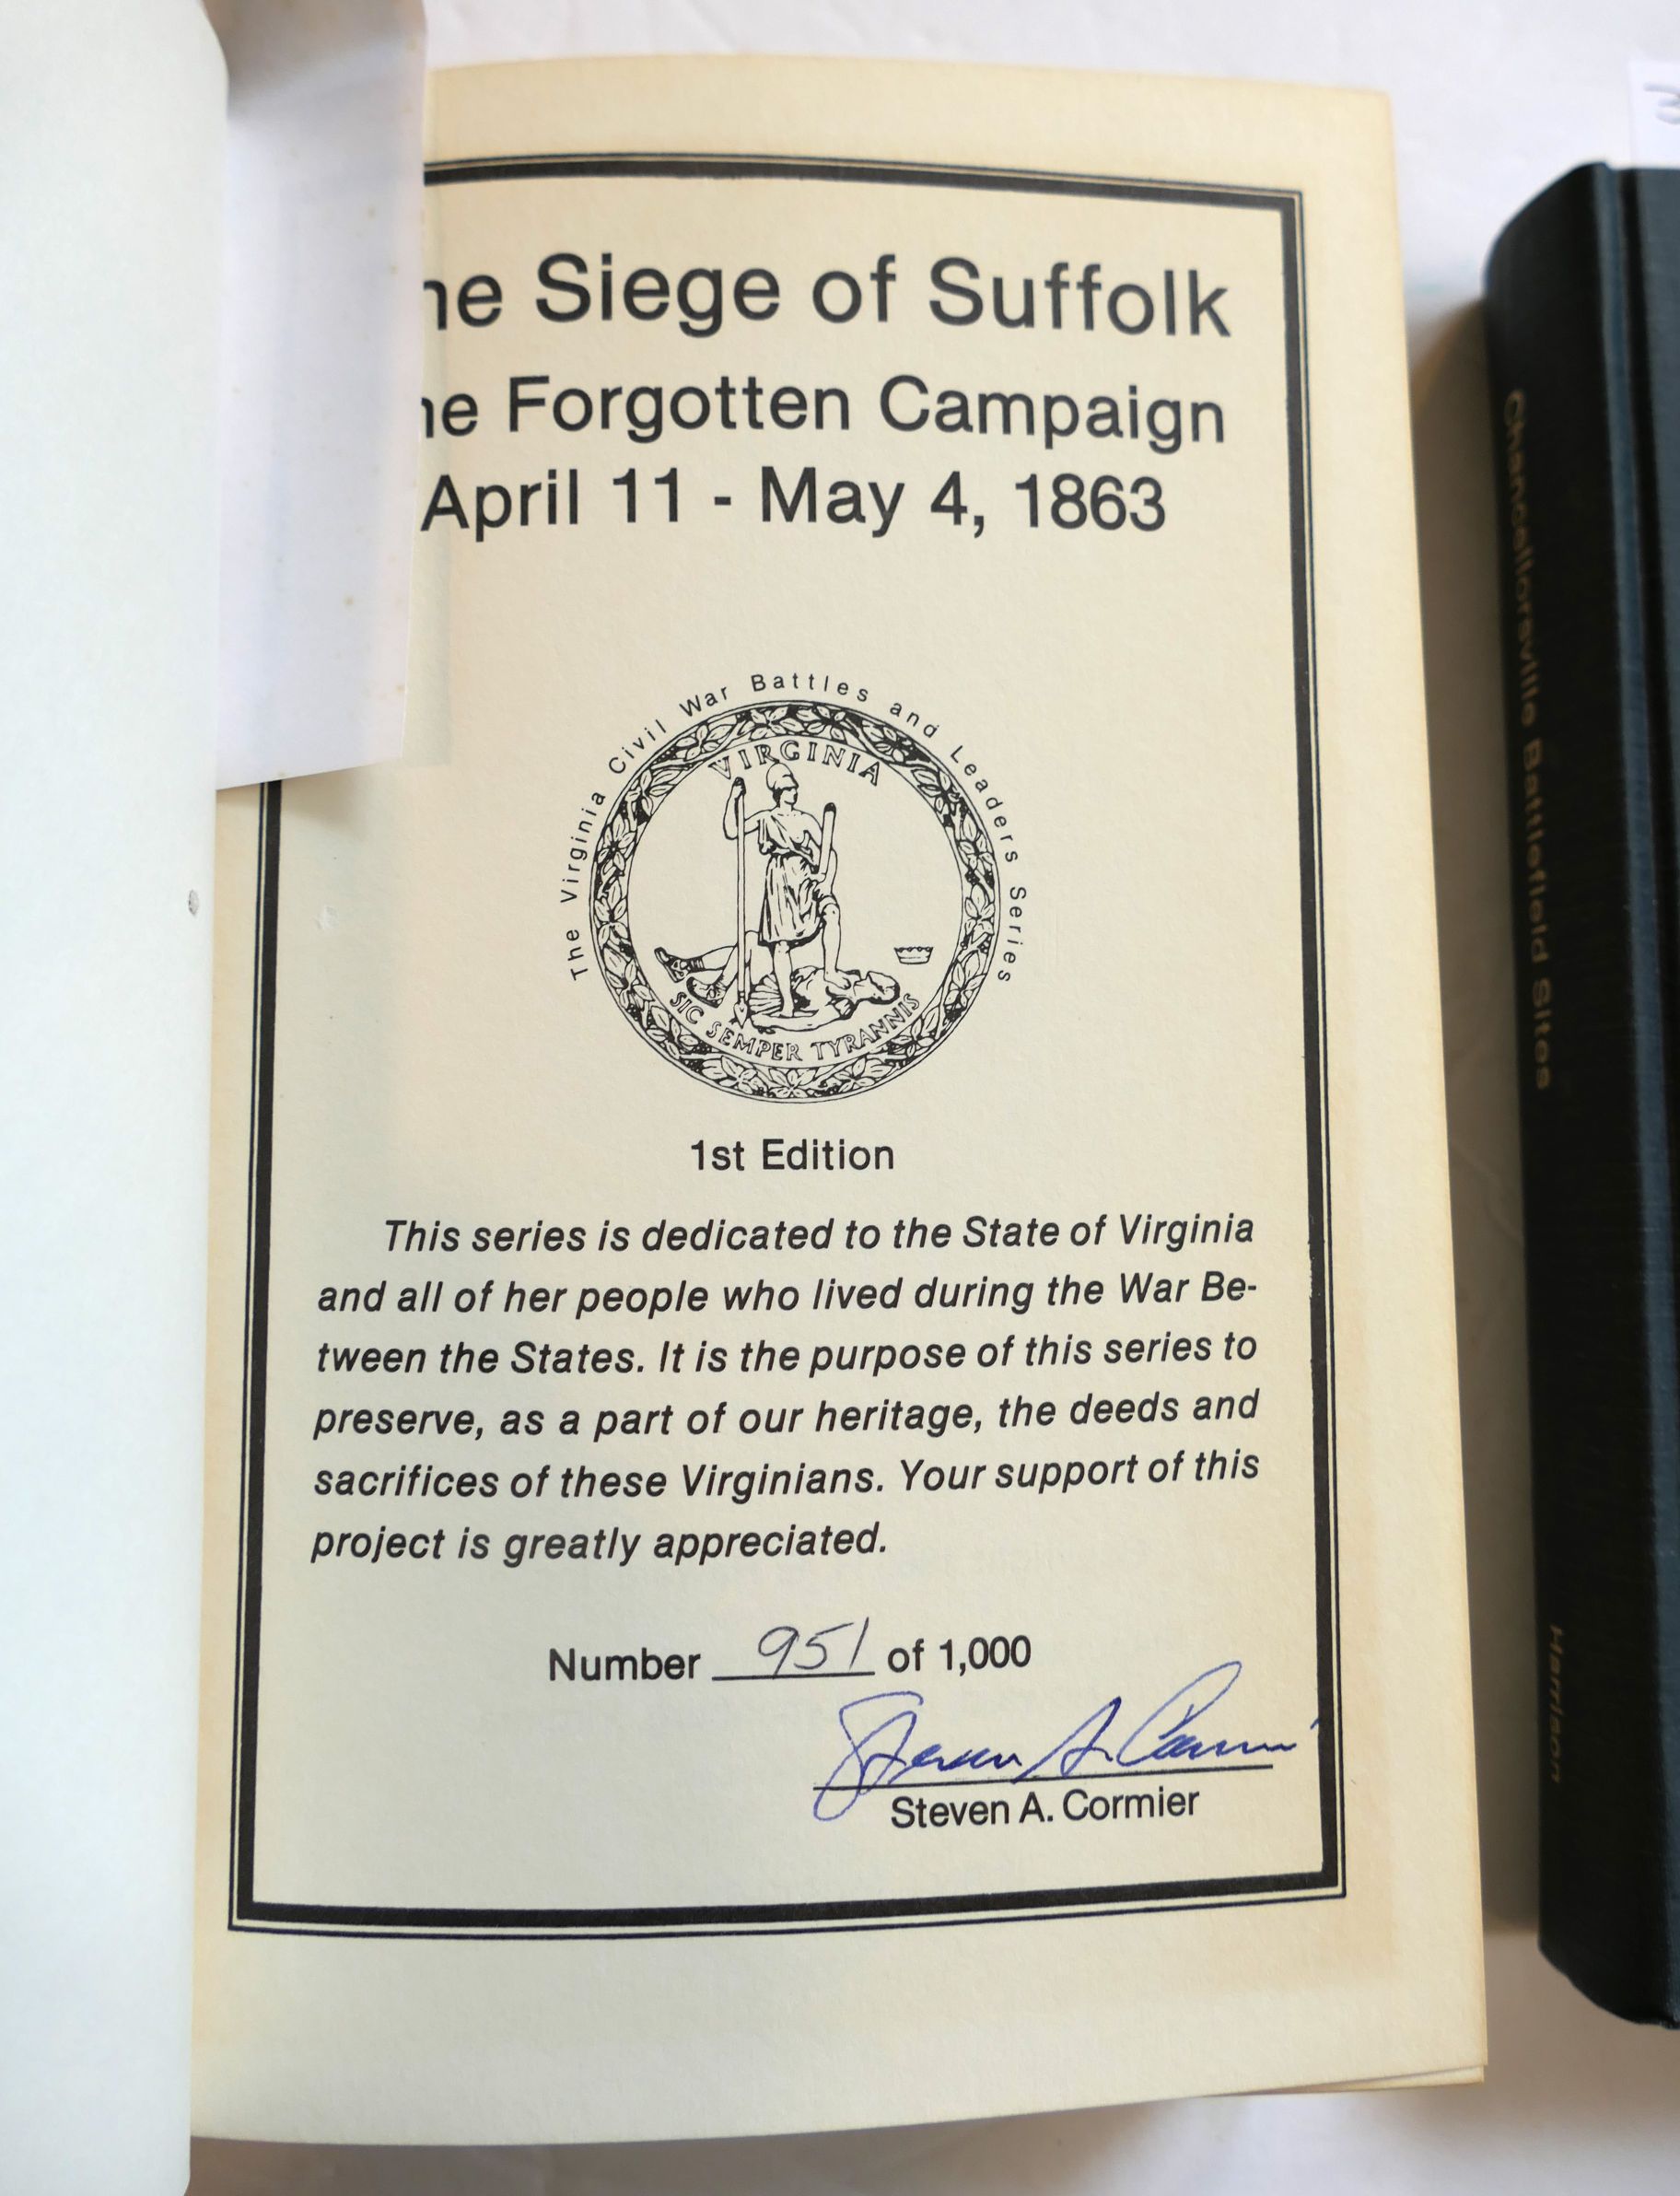 he Siege of Suffolk
he Forgotten Campaign
April 11 - May 4, 1863
The Virginia Civil War Battles and Leaders Series
VIRGINIA
SIC SEMPER TYRANNIS
1st Edition
This series is dedicated to the State of Virginia
and all of her people who lived during the War Be-
tween the States. It is the purpose of this series to
preserve, as a part of our heritage, the deeds and
sacrifices of these Virginians. Your support of this
project is greatly appreciated.
Number 951 of 1,000
Steven A. Cormier
Steven A. Cormier
Chancellorsville Battlefield Sites
Harrison
3